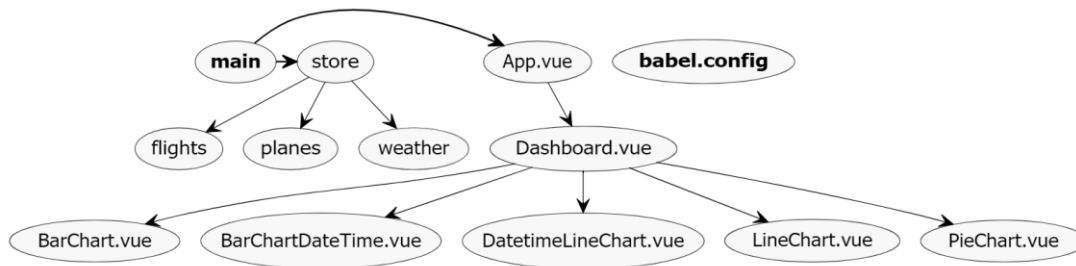 main
store
App.vue
babel.config
flights
planes
weather
Dashboard.vue
BarChart.vue
BarChartDateTime.vue
DatetimeLineChart.vue
LineChart.vue
PieChart.vue